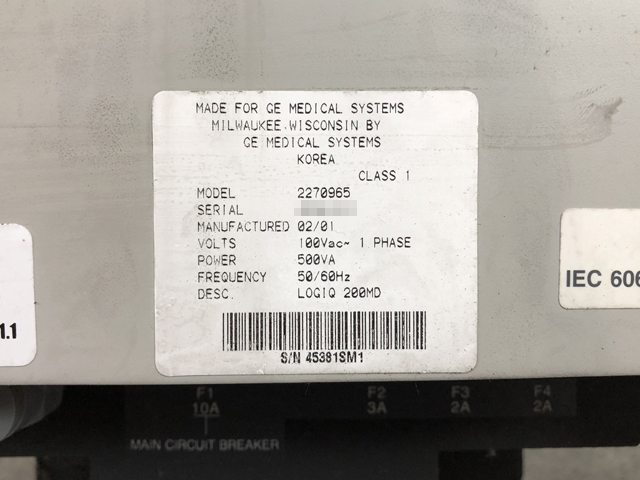 MADE FOR GE MEDICAL SYSTEMS
MILWAUKEE, WISCONSIN BY
GE MEDICAL SYSTEMS
KOREA
CLASS 1
MODEL 2270965
SERIAL
MANUFACTURED 02/01
VOLTS 100Vac~ 1 PHASE
POWER 500VA
FREQUENCY 50/60Hz
DESC. LOGIQ 200MD
S/N 45381SM1
1.1
IEC 606
F1 F2 F3 F4
10A 3A 2A 2A
MAIN CIRCUIT BREAKER